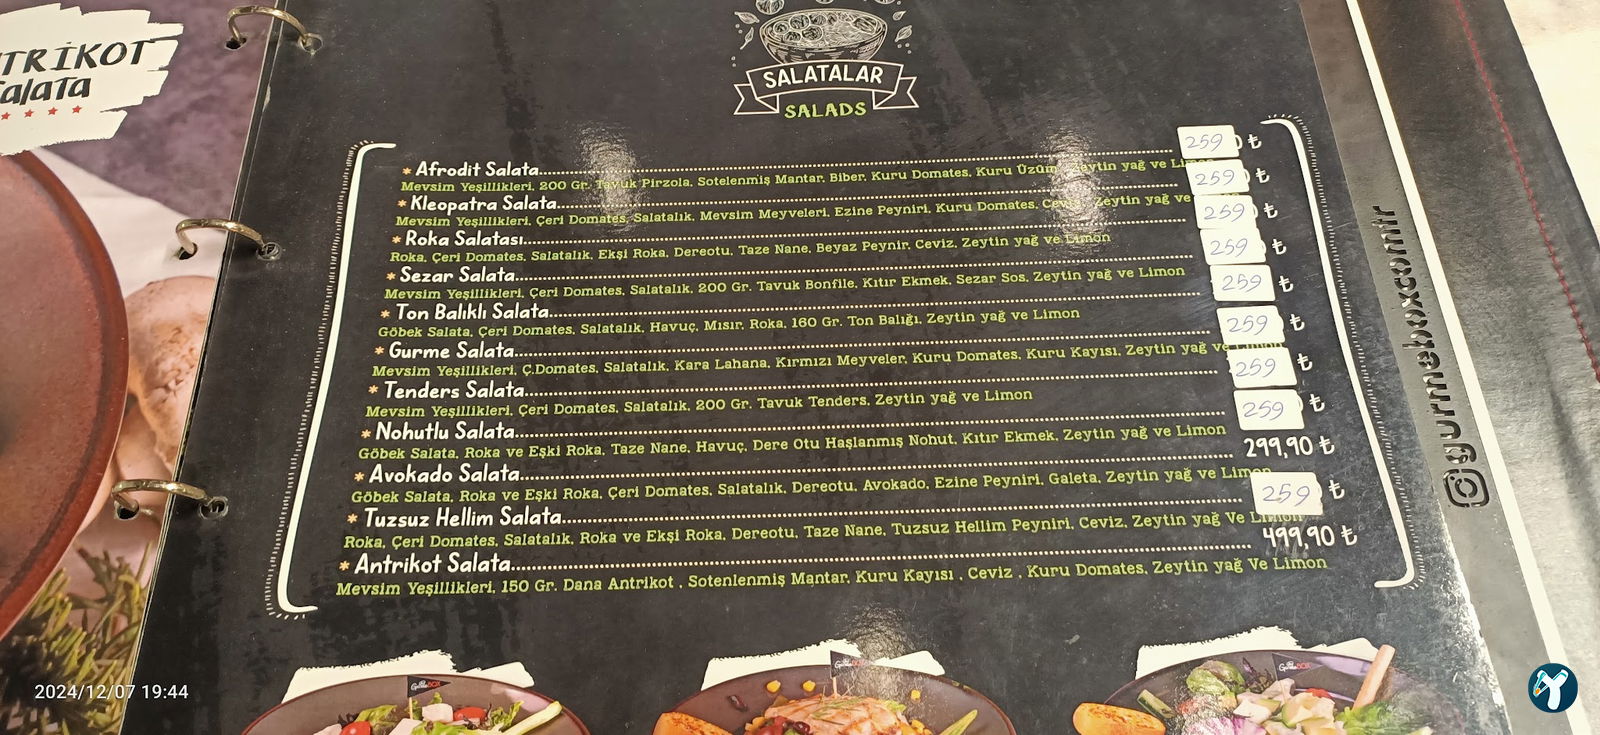 TRİKOT
alata
SALATALAR
SALADS
Afrodit Salata 259 ₺
Mevsim Yeşillikleri, 200 Gr. Tavuk Pirzola, Sotelenmiş Mantar, Biber, Kuru Domates, Kuru Üzüm, Zeytin yağ ve Limon
Kleopatra Salata 259 ₺
Mevsim Yeşillikleri, Çeri Domates, Salatalık, Mevsim Meyveleri, Ezine Peyniri, Kuru Domates, Ceviz, Zeytin yağ ve
Roka Salatası 259 ₺
Roka, Çeri Domates, Salatalık, Ekşi Roka, Dereotu, Taze Nane, Beyaz Peynir, Ceviz, Zeytin yağ ve Limon
Sezar Salata 259 ₺
Mevsim Yeşillikleri, Çeri Domates, Salatalık, 200 Gr. Tavuk Bonfile, Kıtır Ekmek, Sezar Sos, Zeytin yağ ve Limon
Ton Balıklı Salata 259 ₺
Göbek Salata, Çeri Domates, Salatalık, Havuç, Mısır, Roka, 160 Gr. Ton Balığı, Zeytin yağ ve Limon
Gurme Salata 259 ₺
Mevsim Yeşillikleri, Ç.Domates, Salatalık, Kara Lahana, Kırmızı Meyveler, Kuru Domates, Kuru Kayısı, Zeytin yağ ve Limon
Tenders Salata 259 ₺
Mevsim Yeşillikleri, Çeri Domates, Salatalık, 200 Gr. Tavuk Tenders, Zeytin yağ ve Limon
Nohutlu Salata 259 ₺
Göbek Salata, Roka ve Eşki Roka, Taze Nane, Havuç, Dere Otu Haşlanmış Nohut, Kıtır Ekmek, Zeytin yağ ve Limon
Avokado Salata 299,90 ₺
Göbek Salata, Roka ve Eşki Roka, Çeri Domates, Salatalık, Dereotu, Avokado, Ezine Peyniri, Galeta, Zeytin yağ ve Limon
Tuzsuz Hellim Salata 259 ₺
Roka, Çeri Domates, Salatalık, Roka ve Ekşi Roka, Dereotu, Taze Nane, Tuzsuz Hellim Peyniri, Ceviz, Zeytin yağ Ve Limon
Antrikot Salata 499,90 ₺
Mevsim Yeşillikleri, 150 Gr. Dana Antrikot , Sotenlenmiş Mantar, Kuru Kayısı , Ceviz , Kuru Domates, Zeytin yağ Ve Limon
@gurmeboxcomtr
2024/12/07 19:44